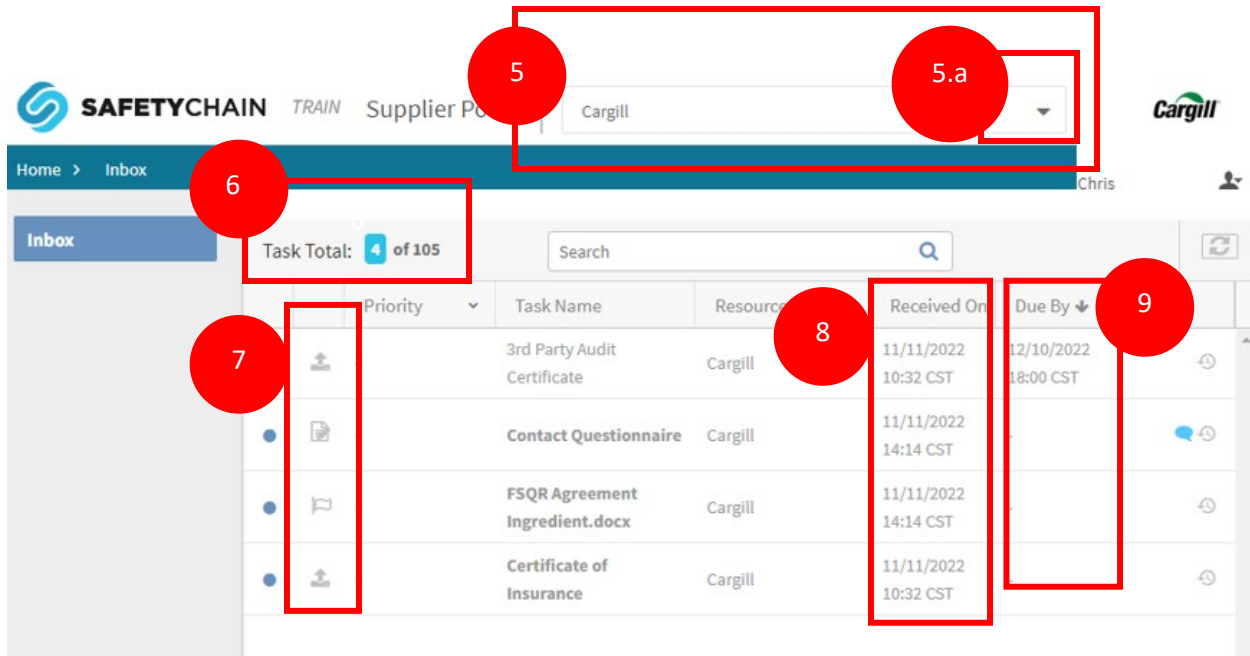 5
5.a
SAFETYCHAIN TRAIN Supplier Po
Cargill
Cargill
Home > Inbox
Chris
6
Inbox
Task Total: 4 of 105
Search
Priority Task Name Resource Received On Due By
7
8
9
3rd Party Audit
Certificate
Cargill
11/11/2022
10:32 CST
12/10/2022
18:00 CST
Contact Questionnaire
Cargill
11/11/2022
14:14 CST
-
FSQR Agreement
Ingredient.docx
Cargill
11/11/2022
14:14 CST
-
Certificate of
Insurance
Cargill
11/11/2022
10:32 CST
-